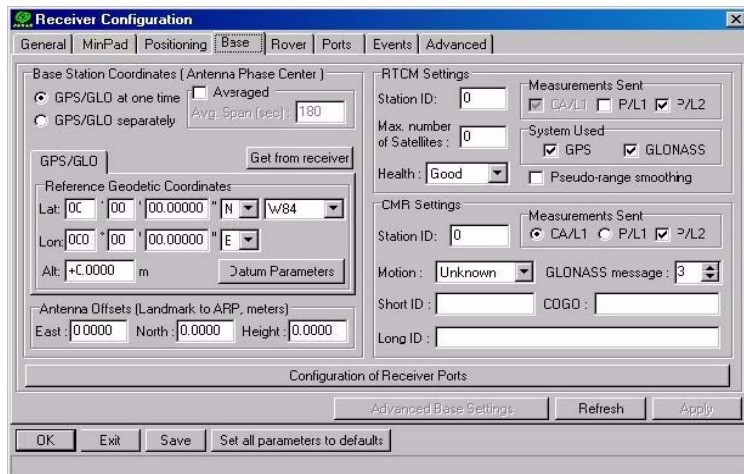 Receiver Configuration
General MinPad Positioning Base Rover Ports Events Advanced
Base Station Coordinates ( Antenna Phase Center )
GPS/GLO at one time
GPS/GLO separately
Averaged
Avg. Span (sec) : 180
GPS/GLO
Get from receiver
Reference Geodetic Coordinates
Lat: 00 ° 00 ' 00.00000 " N W84
Lon: 000 ° 00 ' 00.00000 " E
Alt: +0.0000 m
Datum Parameters
Antenna Offsets (Landmark to ARP, meters)
East : 0.0000 North : 0.0000 Height : 0.0000
RTCM Settings
Station ID: 0
Max. number
of Satellites : 0
Health : Good
Measurements Sent
CA/L1 P/L1 P/L2
System Used
GPS GLONASS
Pseudo-range smoothing
CMR Settings
Station ID: 0
Measurements Sent
CA/L1 P/L1 P/L2
Motion : Unknown GLONASS message : 3
Short ID : COGO :
Long ID :
Configuration of Receiver Ports
Advanced Base Settings Refresh Apply
OK Exit Save Set all parameters to defaults